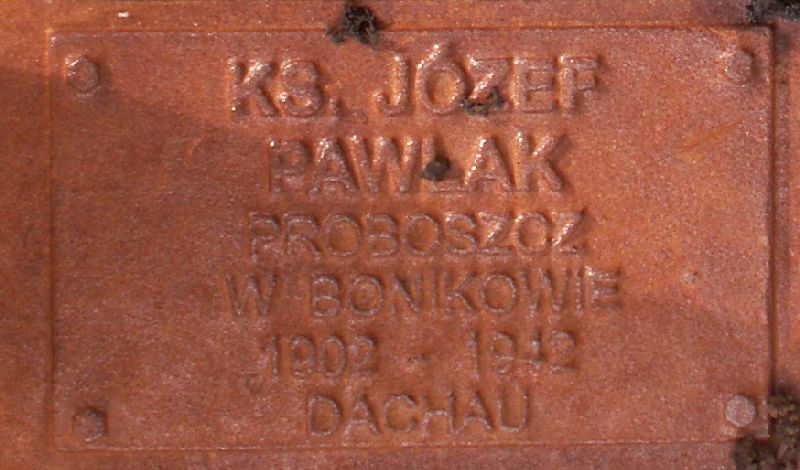 KS. JÓZEF
PAWLAK
PROBOSZCZ
W BONIKOWIE
1902 - 1942
DACHAU